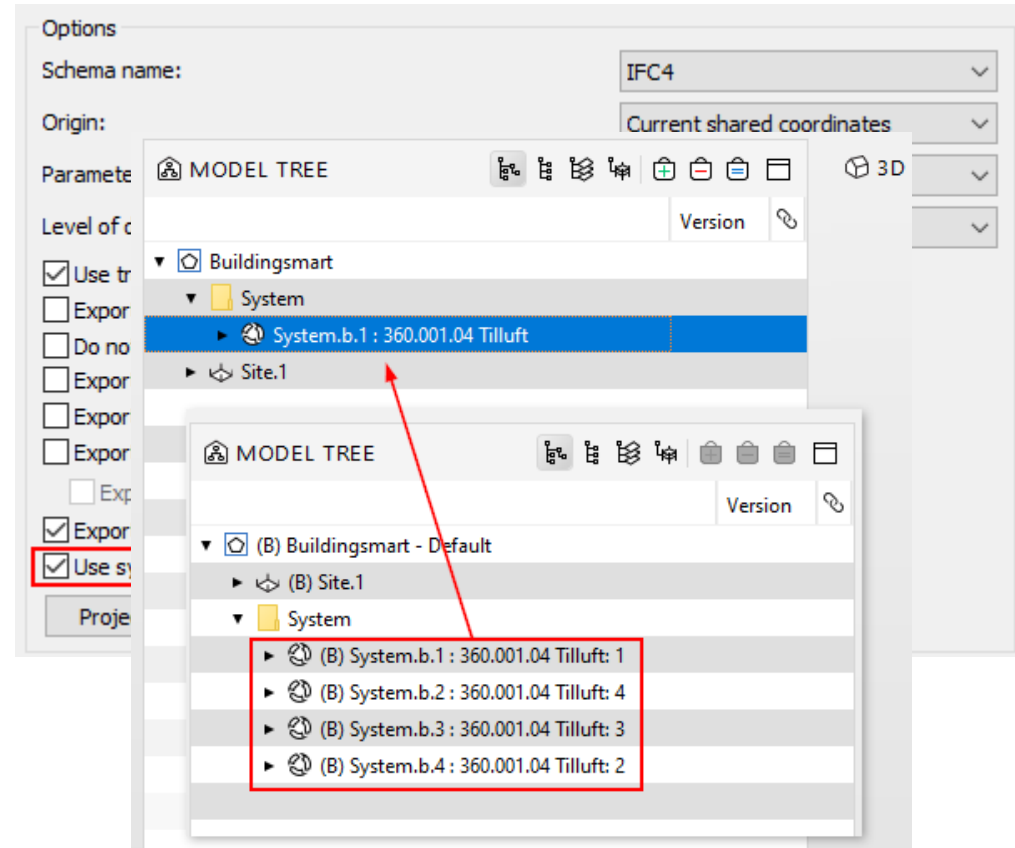 Options
Schema name:
IFC4
Origin:
Current shared coordinates
Paramete
MODEL TREE
3D
Level of
Version
Buildingsmart
Use tr
System
Expor
System.b.1 : 360.001.04 Tilluft
Do no
Site.1
Expor
Expor
Expor
MODEL TREE
Exp
Version
Expor
(B) Buildingsmart - Default
Use sy
(B) Site.1
Proje
System
(B) System.b.1 : 360.001.04 Tilluft: 1
(B) System.b.2 : 360.001.04 Tilluft: 4
(B) System.b.3 : 360.001.04 Tilluft: 3
(B) System.b.4 : 360.001.04 Tilluft: 2